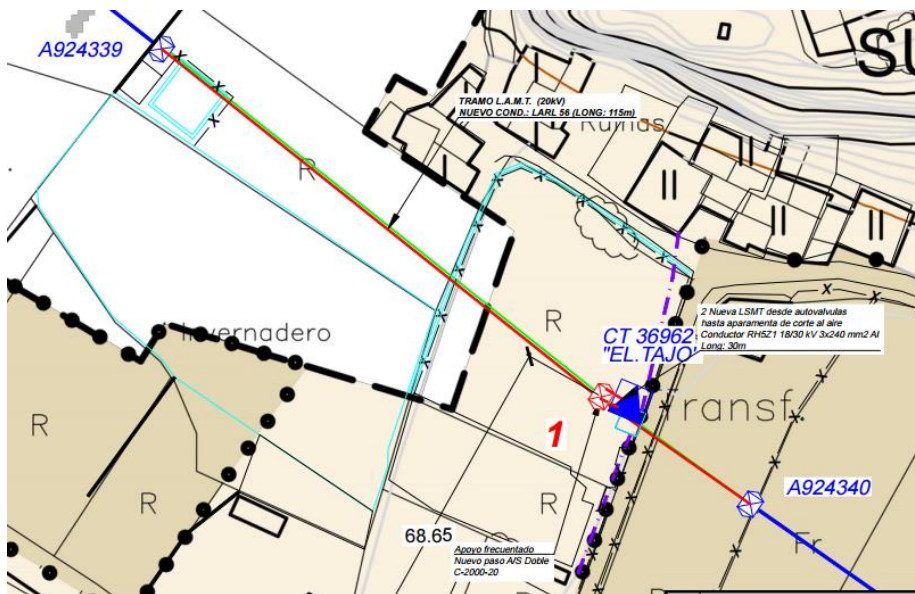 A924339
SU
TRAMO L.A.M.T. (20kV)
NUEVO COND.: LARL 56 (LONG: 115m)
Ruinas
R
II
II
II
II
2 Nueva LSMT desde autovalvulas
hasta aparamenta de corte al aire
Conductor RH5Z1 18/30 kV 3x240 mm2 Al
Long: 30m
R
CT 36962
"EL.TAJO"
Invernadero
Transf.
1
R
A924340
R
R
68.65
Apoyo frecuentado
Nuevo paso A/S Doble
C-2000-20
Fr
R
R